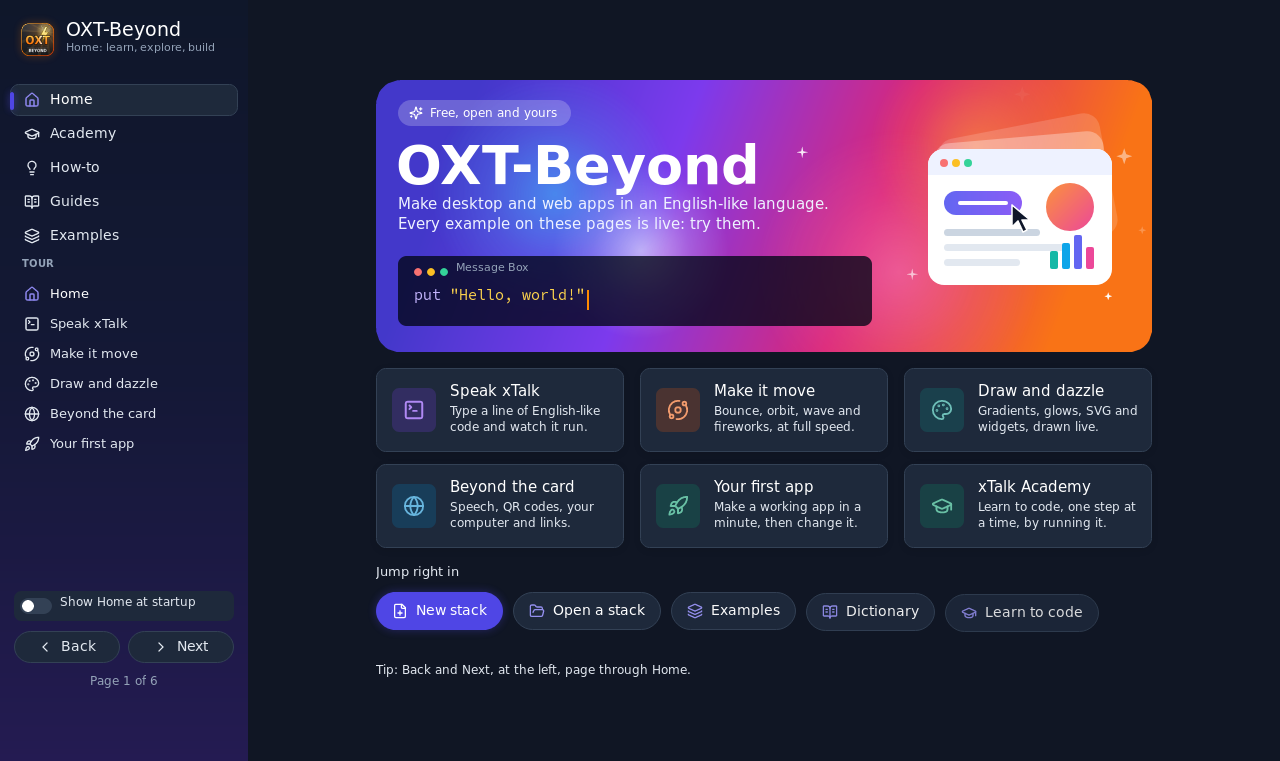 OXT
BEYOND
OXT-Beyond
Home: learn, explore, build
Home
Academy
How-to
Guides
Examples
TOUR
Home
Speak xTalk
Make it move
Draw and dazzle
Beyond the card
Your first app
Show Home at startup
Back
Next
Page 1 of 6
Free, open and yours
OXT-Beyond
Make desktop and web apps in an English-like language.
Every example on these pages is live: try them.
Message Box
put "Hello, world!"
Speak xTalk
Type a line of English-like
code and watch it run.
Make it move
Bounce, orbit, wave and
fireworks, at full speed.
Draw and dazzle
Gradients, glows, SVG and
widgets, drawn live.
Beyond the card
Speech, QR codes, your
computer and links.
Your first app
Make a working app in a
minute, then change it.
xTalk Academy
Learn to code, one step at
a time, by running it.
Jump right in
New stack
Open a stack
Examples
Dictionary
Learn to code
Tip: Back and Next, at the left, page through Home.